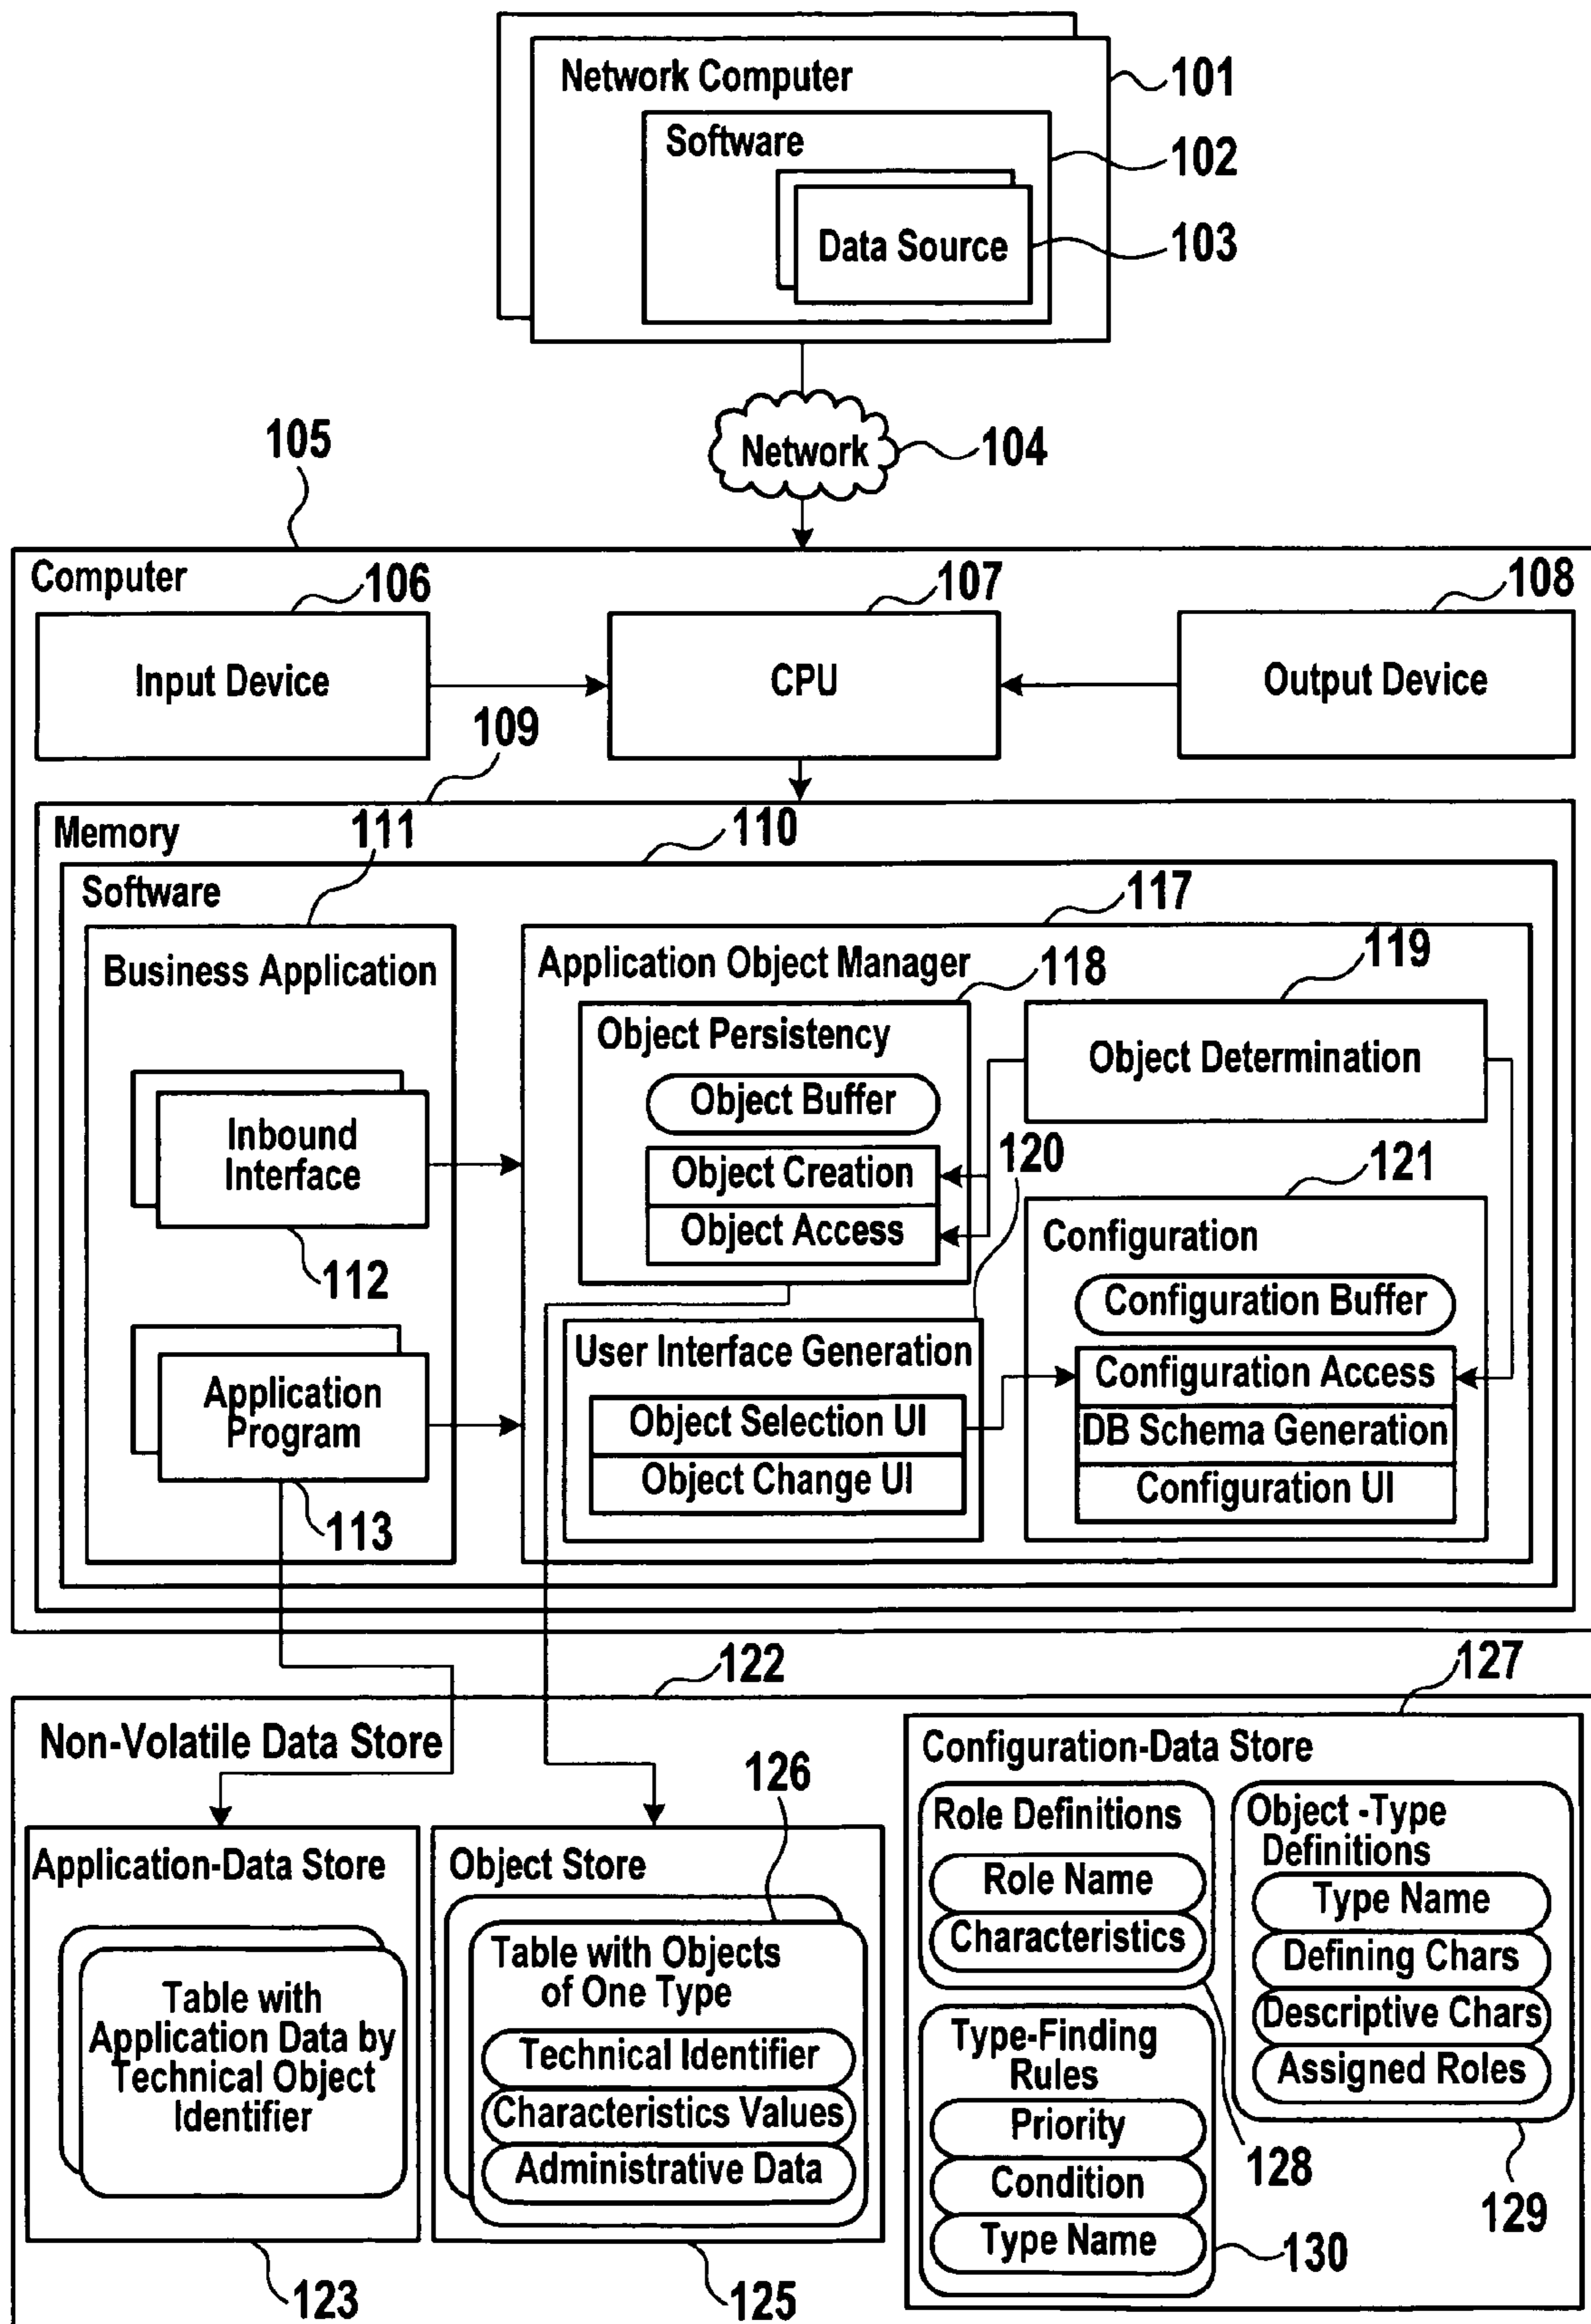 Network Computer
101
Software
102
Data Source
103
Network
104
105
Computer
106
107
108
Input Device
CPU
Output Device
109
Memory
111
110
Software
117
Business Application
Application Object Manager
118
119
Object Persistency
Object Determination
Object Buffer
Inbound
Interface
120
Object Creation
121
Object Access
Configuration
112
Configuration Buffer
User Interface Generation
Configuration Access
Application
Program
Object Selection UI
DB Schema Generation
Object Change UI
Configuration UI
113
122
127
Non-Volatile Data Store
Configuration-Data Store
126
Role Definitions
Object -Type
Definitions
Application-Data Store
Object Store
Role Name
Type Name
Characteristics
Table with Objects
of One Type
Defining Chars
Table with
Application Data by
Technical Object
Identifier
Descriptive Chars
Type-Finding
Rules
Technical Identifier
Assigned Roles
Characteristics Values
Priority
Administrative Data
Condition
128
129
Type Name
130
123
125